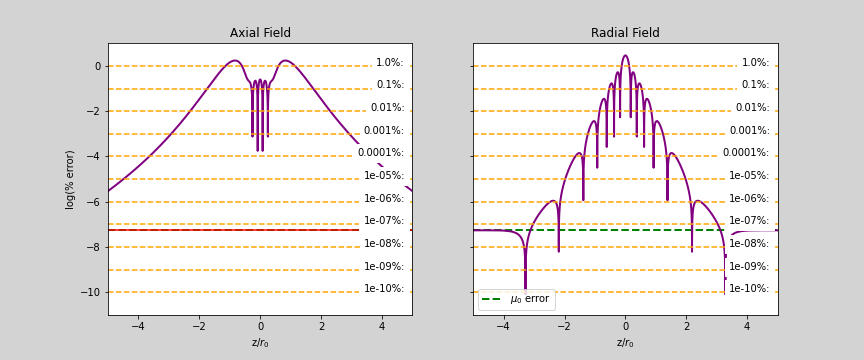 Axial Field
Radial Field
log(% error)
0
−2
−4
−6
−8
−10
1.0%:
0.1%:
0.01%:
0.001%:
0.0001%:
1e-05%:
1e-06%:
1e-07%:
1e-08%:
1e-09%:
1e-10%:
−4
−2
0
2
4
z/r₀
1.0%:
0.1%:
0.01%:
0.001%:
0.0001%:
1e-05%:
1e-06%:
1e-07%:
1e-08%:
1e-09%:
1e-10%:
μ₀ error
−4
−2
0
2
4
z/r₀